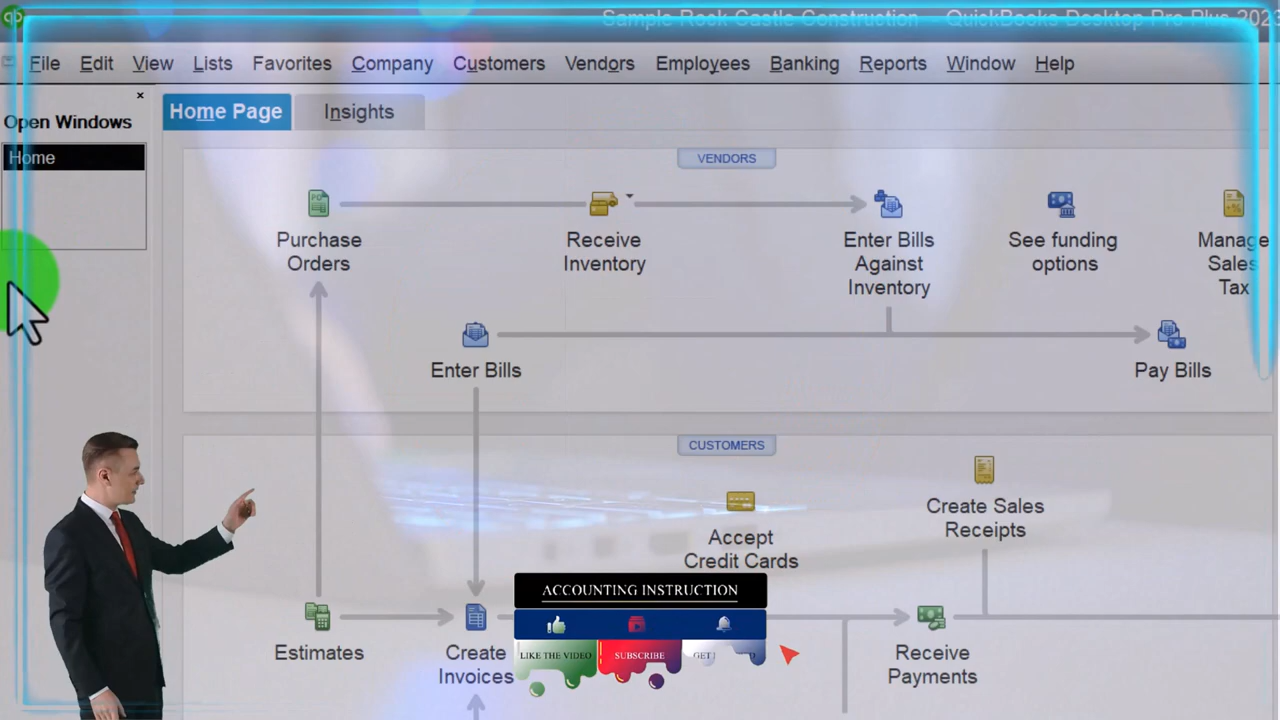 Sample Rock Castle Construction - QuickBooks Desktop Pro Plus
File Edit View Lists Favorites Company Customers Vendors Employees Banking Reports Window Help
Open Windows
Home
Home Page
Insights
VENDORS
Purchase
Orders
Receive
Inventory
Enter Bills
Against
Inventory
See funding
options
Manage
Sales
Tax
Enter Bills
Pay Bills
CUSTOMERS
Create Sales
Receipts
Accept
Credit Cards
Estimates
Create
Invoices
Receive
Payments
ACCOUNTING INSTRUCTION
LIKE THE VIDEO
SUBSCRIBE
GET